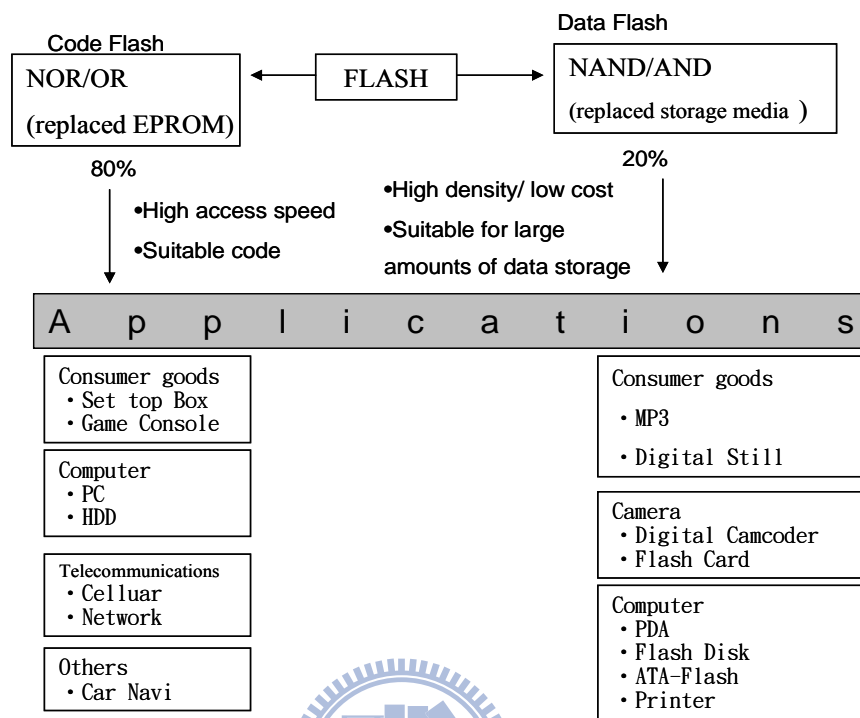 Code Flash
NOR/OR
(replaced EPROM)
FLASH
Data Flash
NAND/AND
(replaced storage media )
80%
•High access speed
•Suitable code
20%
•High density/ low cost
•Suitable for large
amounts of data storage
A p p l i c a t i o n s
Consumer goods
・Set top Box
・Game Console
Computer
・PC
・HDD
Telecommunications
・Celluar
・Network
Others
・Car Navi
Consumer goods
・MP3
・Digital Still
Camera
・Digital Camcoder
・Flash Card
Computer
・PDA
・Flash Disk
・ATA-Flash
・Printer